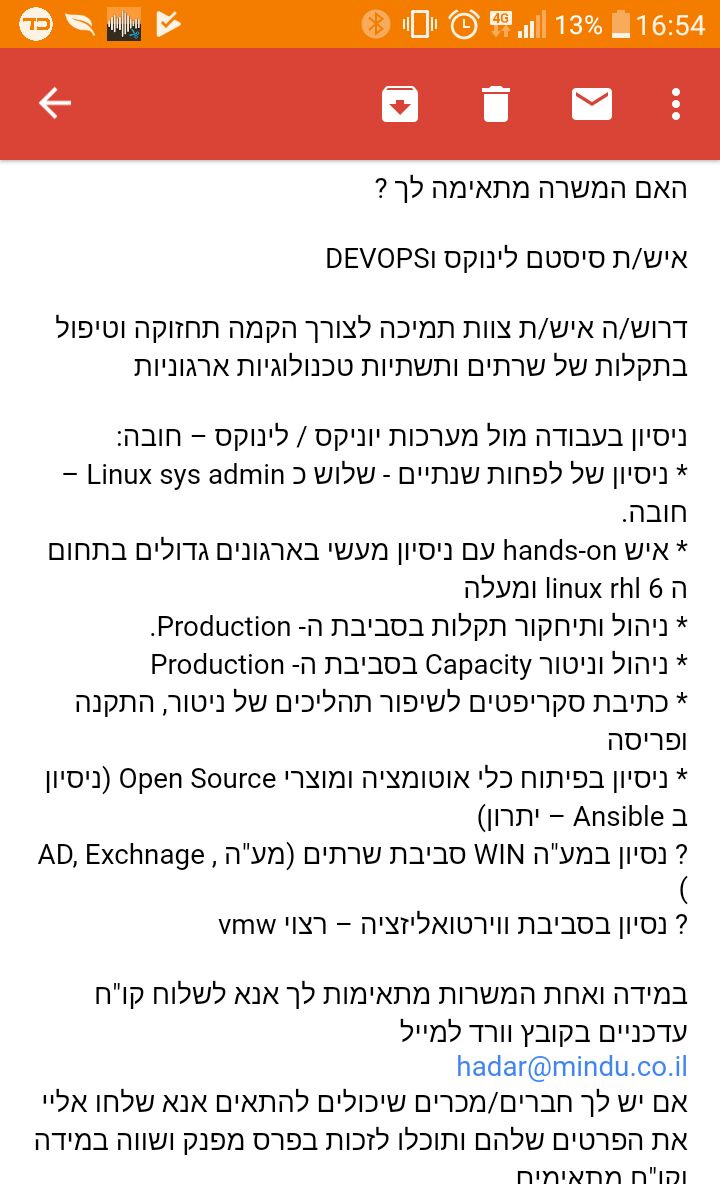 4G 13% 16:54
האם המשרה מתאימה לך ?
איש/ת סיסטם לינוקס וDEVOPS
דרוש/ה איש/ת צוות תמיכה לצורך הקמה תחזוקה וטיפול
בתקלות של שרתים ותשתיות טכנולוגיות ארגוניות
ניסיון בעבודה מול מערכות יוניקס / לינוקס – חובה:
* ניסיון של לפחות שנתיים - שלוש כ Linux sys admin –
חובה.
* איש hands-on עם ניסיון מעשי בארגונים גדולים בתחום
ה linux rhl 6 ומעלה
* ניהול ותיחקור תקלות בסביבת ה- Production.
* ניהול וניטור Capacity בסביבת ה- Production
* כתיבת סקריפטים לשיפור תהליכים של ניטור, התקנה
ופריסה
* ניסיון בפיתוח כלי אוטומציה ומוצרי Open Source (ניסיון
ב Ansible – יתרון)
? נסיון במע"ה WIN סביבת שרתים (מע"ה , AD, Exchnage
)
? נסיון בסביבת ווירטואליזציה – רצוי vmw
במידה ואחת המשרות מתאימות לך אנא לשלוח קו"ח
עדכניים בקובץ וורד למייל
hadar@mindu.co.il
אם יש לך חברים/מכרים שיכולים להתאים אנא שלחו אליי
את הפרטים שלהם ותוכלו לזכות בפרס מפנק ושווה במידה
וקו"ח מתאימים